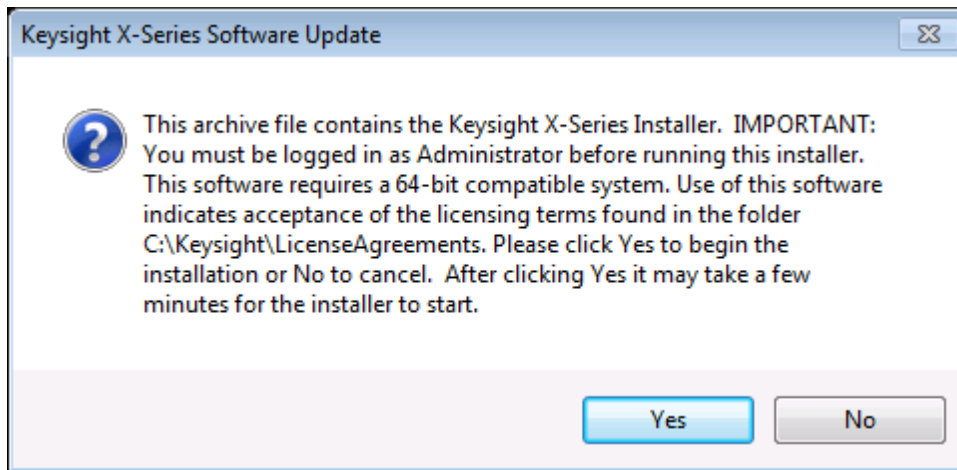 Keysight X-Series Software Update
This archive file contains the Keysight X-Series Installer.  IMPORTANT:
You must be logged in as Administrator before running this installer.
This software requires a 64-bit compatible system. Use of this software
indicates acceptance of the licensing terms found in the folder
C:\Keysight\LicenseAgreements. Please click Yes to begin the
installation or No to cancel.  After clicking Yes it may take a few
minutes for the installer to start.
Yes
No